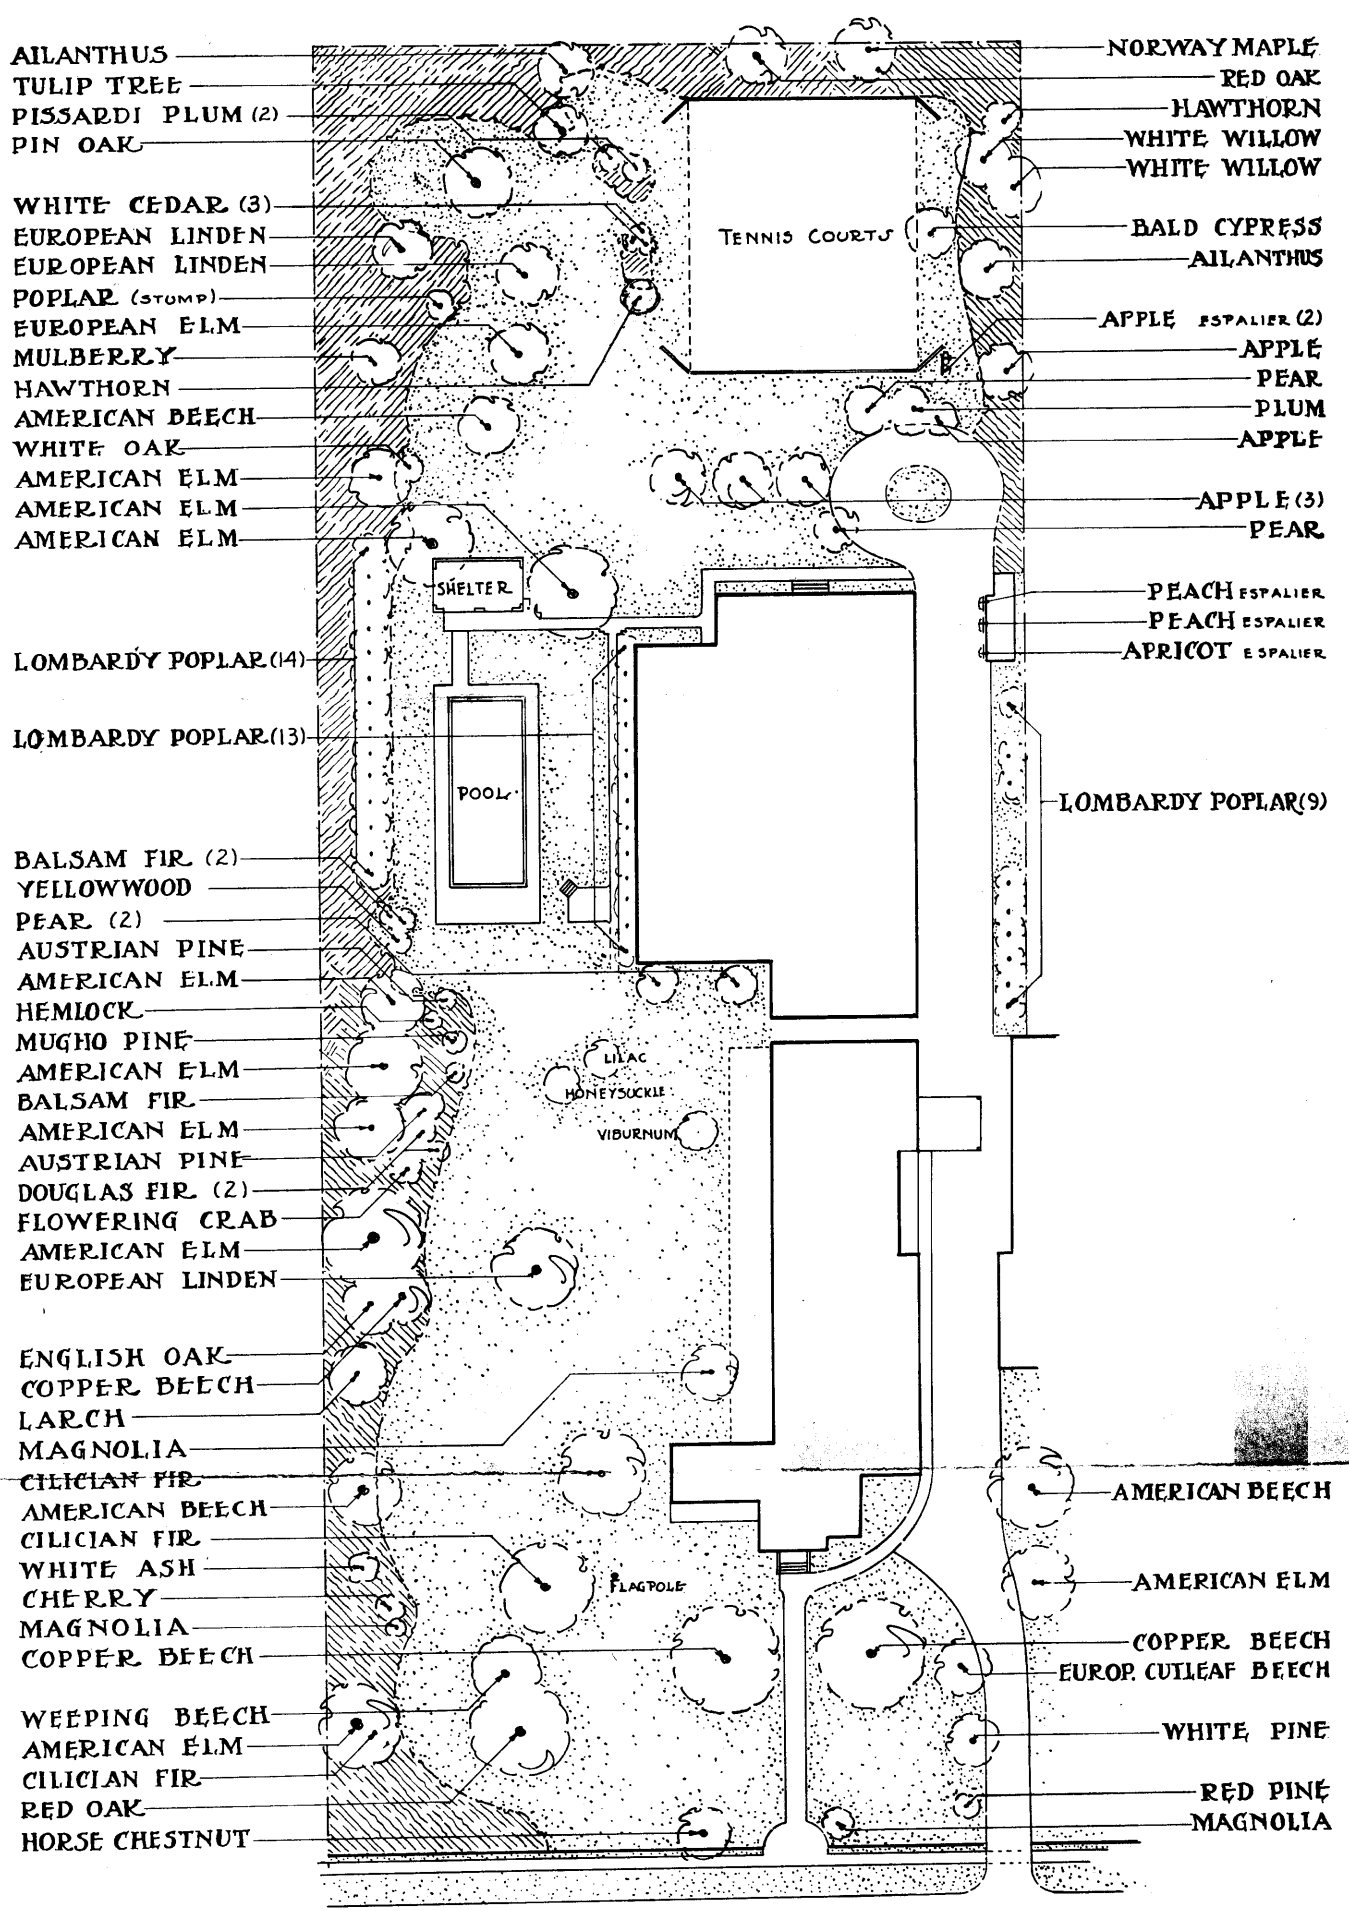 AILANTHUS
TULIP TREE
PISSARDI PLUM (2)
PIN OAK
WHITE CEDAR (3)
EUROPEAN LINDEN
EUROPEAN LINDEN
POPLAR (STUMP)
EUROPEAN ELM
MULBERRY
HAWTHORN
AMERICAN BEECH
WHITE OAK
AMERICAN ELM
AMERICAN ELM
AMERICAN ELM
LOMBARDY POPLAR (14)
LOMBARDY POPLAR (13)
BALSAM FIR (2)
YELLOWWOOD
PEAR (2)
AUSTRIAN PINE
AMERICAN ELM
HEMLOCK
MUGHO PINE
AMERICAN ELM
BALSAM FIR
AMERICAN ELM
AUSTRIAN PINE
DOUGLAS FIR (2)
FLOWERING CRAB
AMERICAN ELM
EUROPEAN LINDEN
ENGLISH OAK
COPPER BEECH
LARCH
MAGNOLIA
CILICIAN FIR
AMERICAN BEECH
CILICIAN FIR
WHITE ASH
CHERRY
MAGNOLIA
COPPER BEECH
WEEPING BEECH
AMERICAN ELM
CILICIAN FIR
RED OAK
HORSE CHESTNUT
TENNIS COURTS
SHELTER
POOL
LILAC
HONEYSUCKLE
VIBURNUM
FLAGPOLE
NORWAY MAPLE
RED OAK
HAWTHORN
WHITE WILLOW
WHITE WILLOW
BALD CYPRESS
AILANTHUS
APPLE ESPALIER (2)
APPLE
PEAR
PLUM
APPLE
APPLE (3)
PEAR
PEACH ESPALIER
PEACH ESPALIER
APRICOT ESPALIER
LOMBARDY POPLAR (9)
AMERICAN BEECH
AMERICAN ELM
COPPER BEECH
EUROP. CUTLEAF BEECH
WHITE PINE
RED PINE
MAGNOLIA